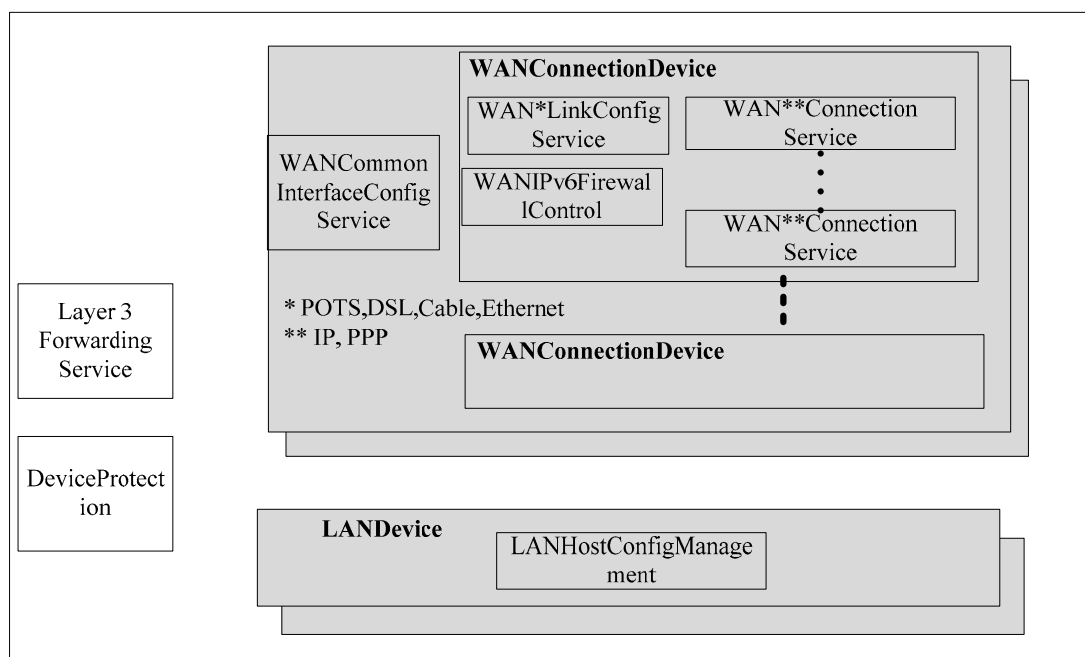 WANConnectionDevice
WAN*LinkConfig
Service
WAN**Connection
Service
WANCommon
InterfaceConfig
Service
WANIPv6Firewal
lControl
WAN**Connection
Service
* POTS,DSL,Cable,Ethernet
** IP, PPP
WANConnectionDevice
Layer 3
Forwarding
Service
DeviceProtect
ion
LANDevice
LANHostConfigManage
ment